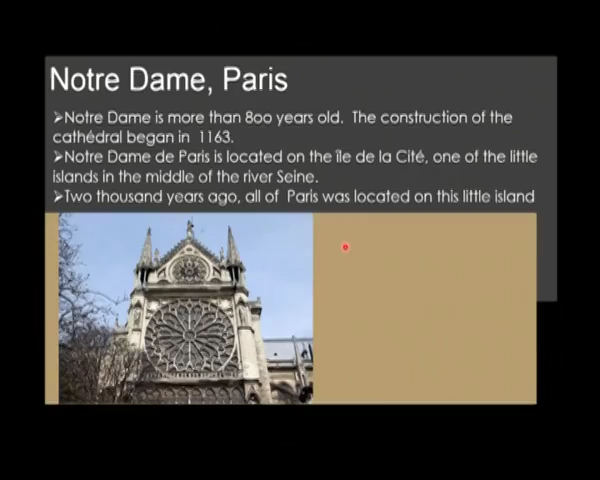 Notre Dame, Paris
➢Notre Dame is more than 8oo years old. The construction of the
cathédral began in 1163.
➢Notre Dame de Paris is located on the île de la Cité, one of the little
islands in the middle of the river Seine.
➢Two thousand years ago, all of Paris was located on this little island